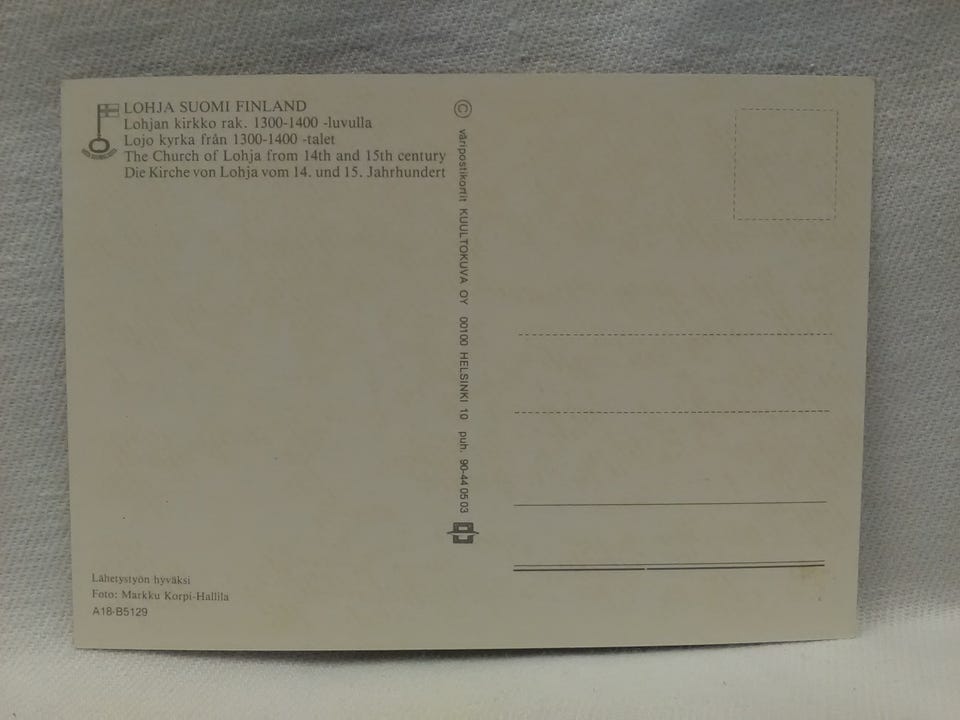 LOHJA SUOMI FINLAND
Lohjan kirkko rak. 1300-1400 -luvulla
Lojo kyrka från 1300-1400 -talet
The Church of Lohja from 14th and 15th century
Die Kirche von Lohja vom 14. und 15. Jahrhundert
© väripostikortit KUULTOKUVA OY 00100 HELSINKI 10 puh. 90-44 05 03
Lähetystyön hyväksi
Foto: Markku Korpi-Hallila
A18-B5129